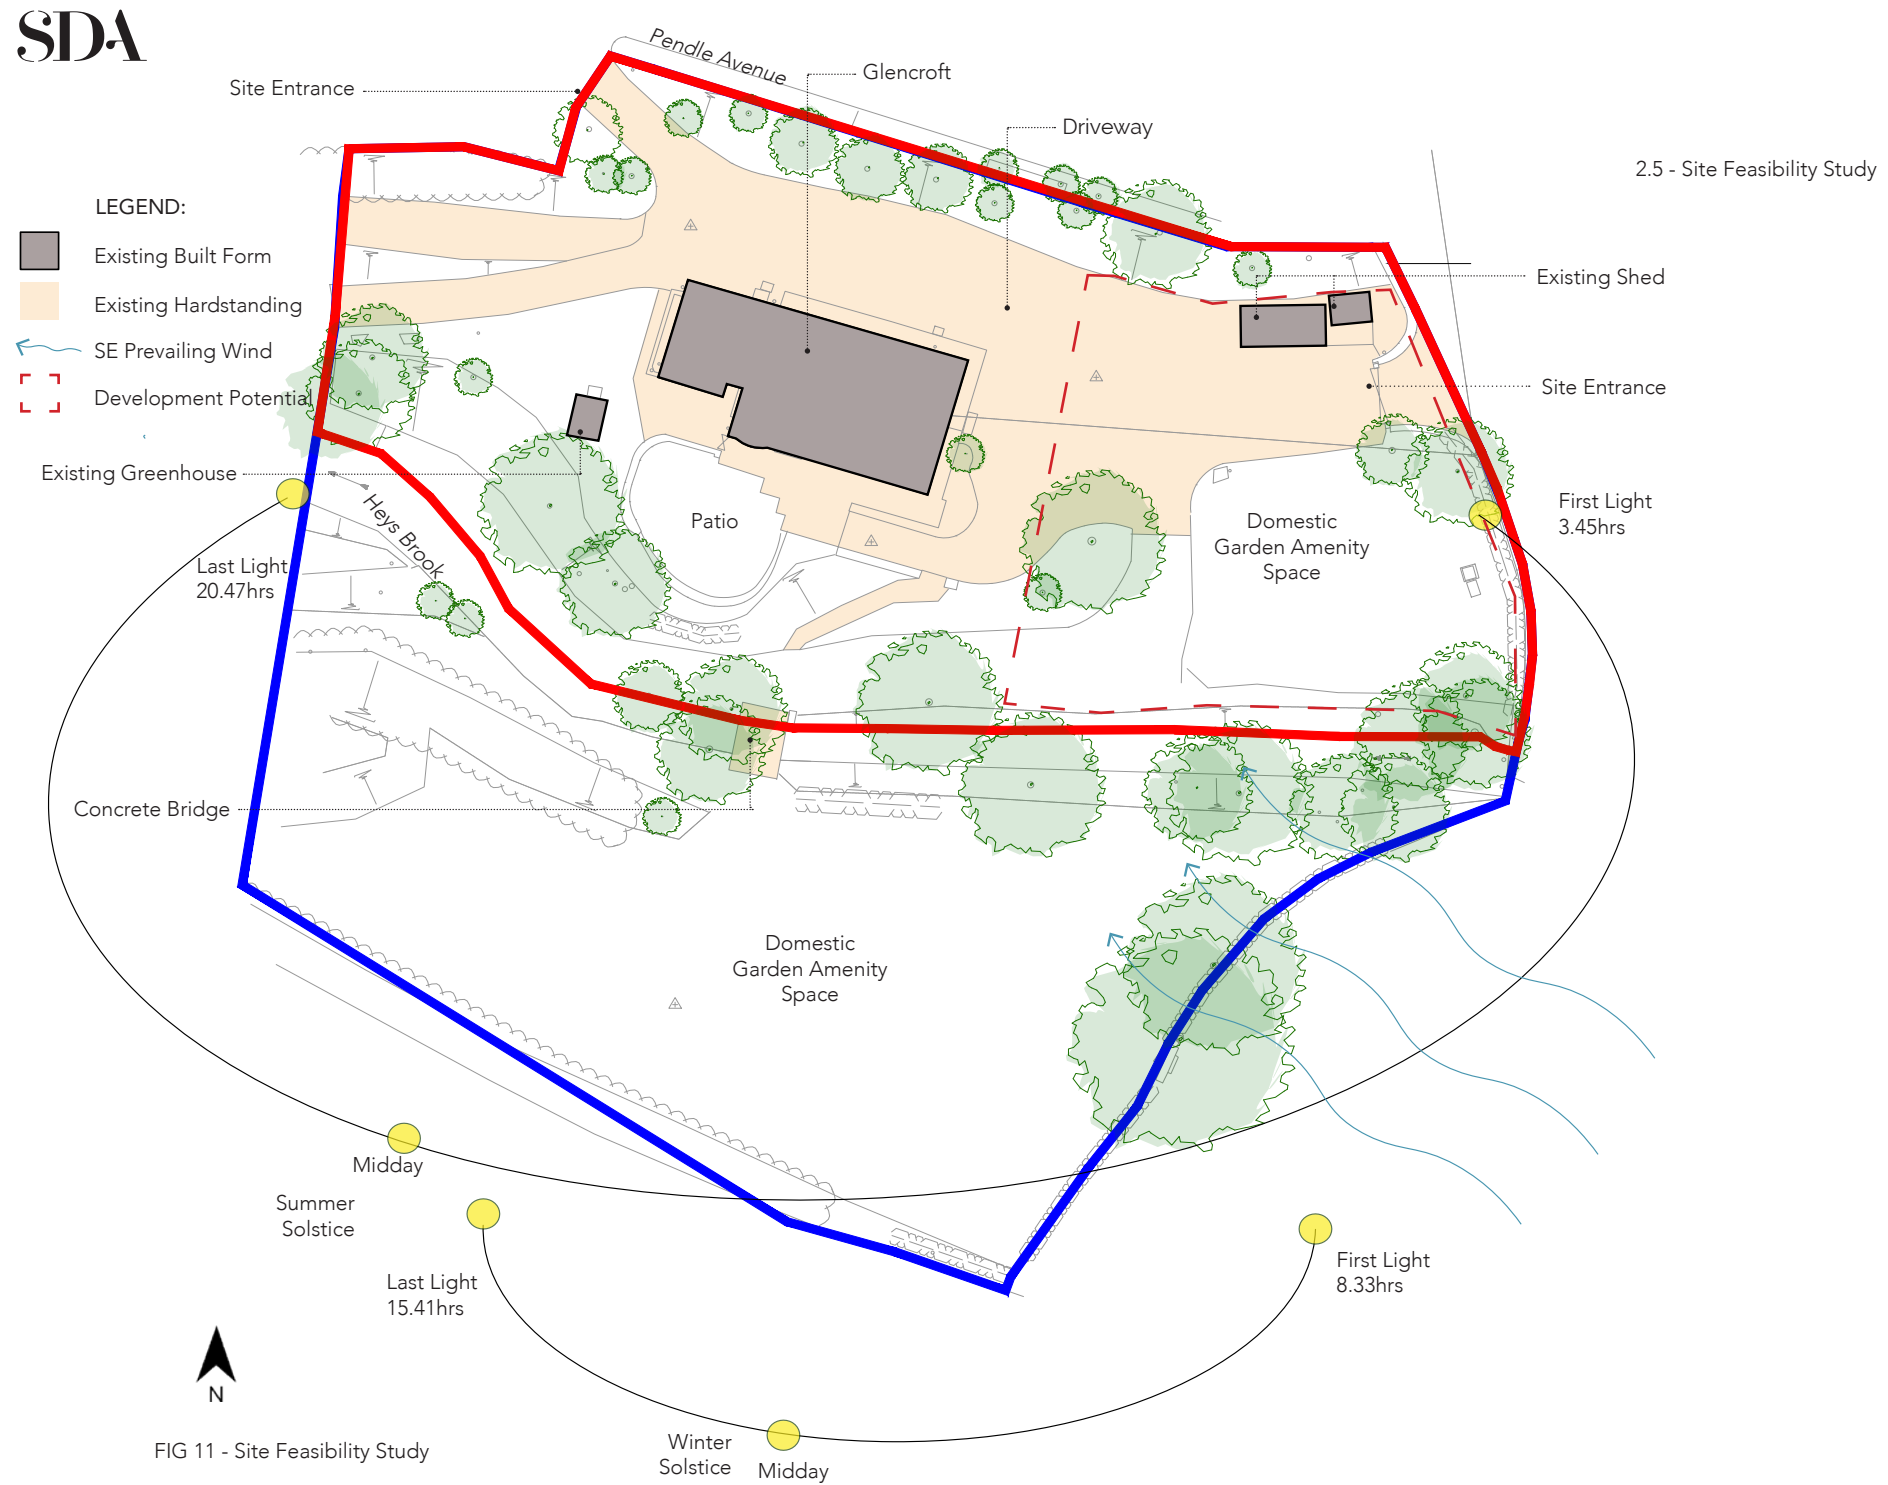 SDA
Pendle Avenue
Site Entrance
Glencroft
Driveway
2.5 - Site Feasibility Study
LEGEND:
Existing Built Form
Existing Hardstanding
SE Prevailing Wind
Development Potential
Existing Shed
Site Entrance
Existing Greenhouse
Heys Brook
Patio
Domestic
Garden Amenity
Space
First Light
3.45hrs
Last Light
20.47hrs
Concrete Bridge
Domestic
Garden Amenity
Space
Midday
Summer
Solstice
Last Light
15.41hrs
First Light
8.33hrs
N
FIG 11 - Site Feasibility Study
Winter
Solstice
Midday